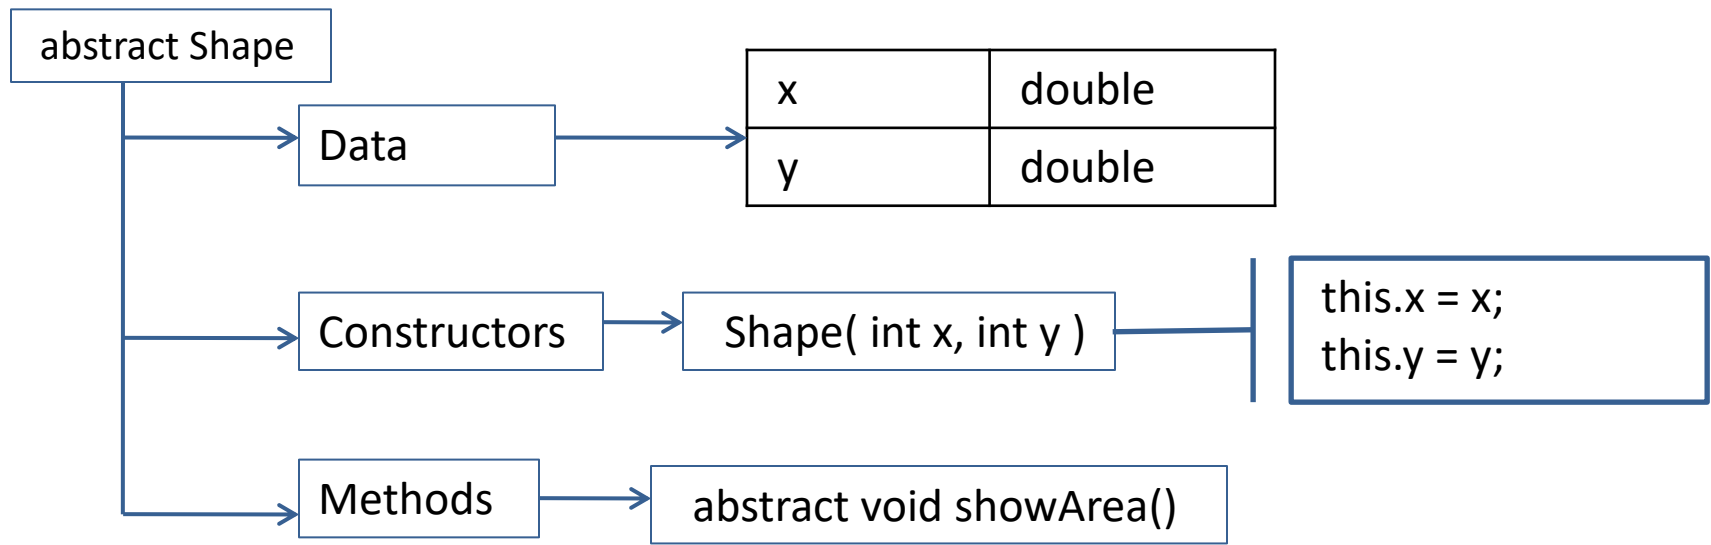 abstract Shape
Data
x double
y double
Constructors
Shape( int x, int y )
this.x = x;
this.y = y;
Methods
abstract void showArea()